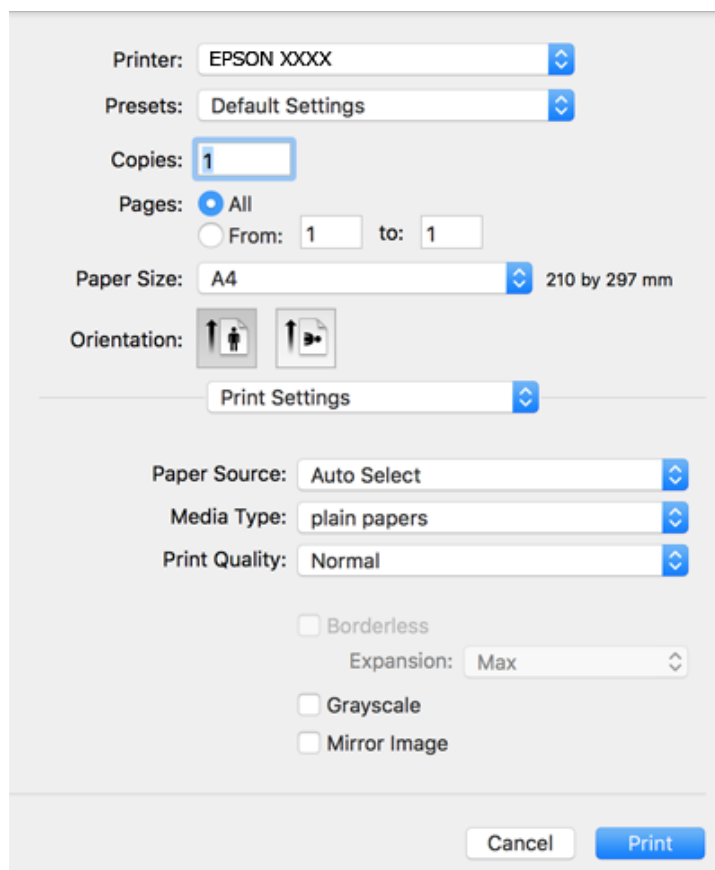 Printer: EPSON XXXX
Presets: Default Settings
Copies: 1
Pages: All
From: 1 to: 1
Paper Size: A4 210 by 297 mm
Orientation:
Print Settings
Paper Source: Auto Select
Media Type: plain papers
Print Quality: Normal
Borderless
Expansion: Max
Grayscale
Mirror Image
Cancel Print